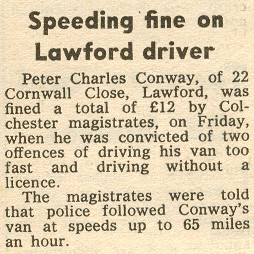 Speeding fine on
Lawford driver
Peter Charles Conway, of 22
Cornwall Close, Lawford, was
fined a total of £12 by Col-
chester magistrates, on Friday,
when he was convicted of two
offences of driving his van too
fast and driving without a
licence.
The magistrates were told
that police followed Conway's
van at speeds up to 65 miles
an hour.